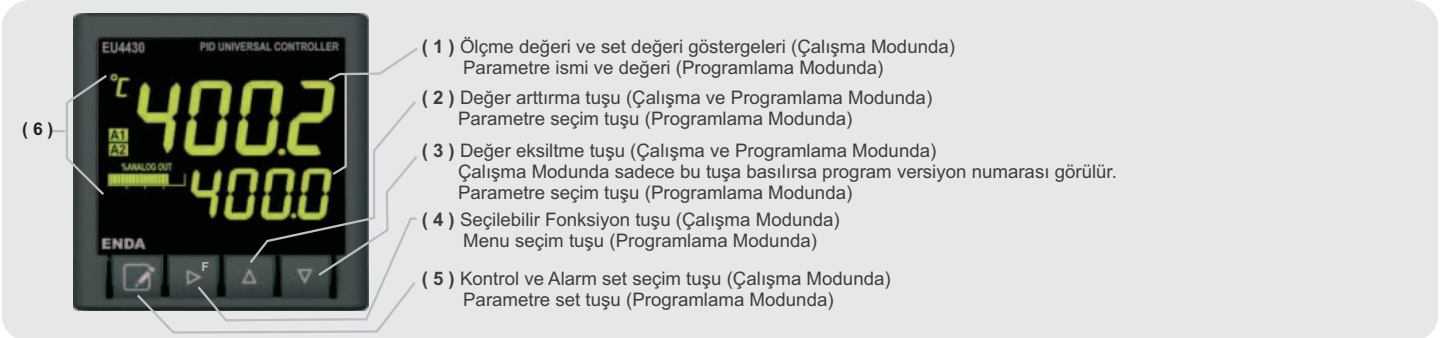 EU4430 PID UNIVERSAL CONTROLLER
°C 400.2
A1
A2
%ANALOG OUT
400.0
ENDA
F
( 6 )
( 1 ) Ölçme değeri ve set değeri göstergeleri (Çalışma Modunda)
Parametre ismi ve değeri (Programlama Modunda)
( 2 ) Değer arttırma tuşu (Çalışma ve Programlama Modunda)
Parametre seçim tuşu (Programlama Modunda)
( 3 ) Değer eksiltme tuşu (Çalışma ve Programlama Modunda)
Çalışma Modunda sadece bu tuşa basılırsa program versiyon numarası görülür.
Parametre seçim tuşu (Programlama Modunda)
( 4 ) Seçilebilir Fonksiyon tuşu (Çalışma Modunda)
Menu seçim tuşu (Programlama Modunda)
( 5 ) Kontrol ve Alarm set seçim tuşu (Çalışma Modunda)
Parametre set tuşu (Programlama Modunda)